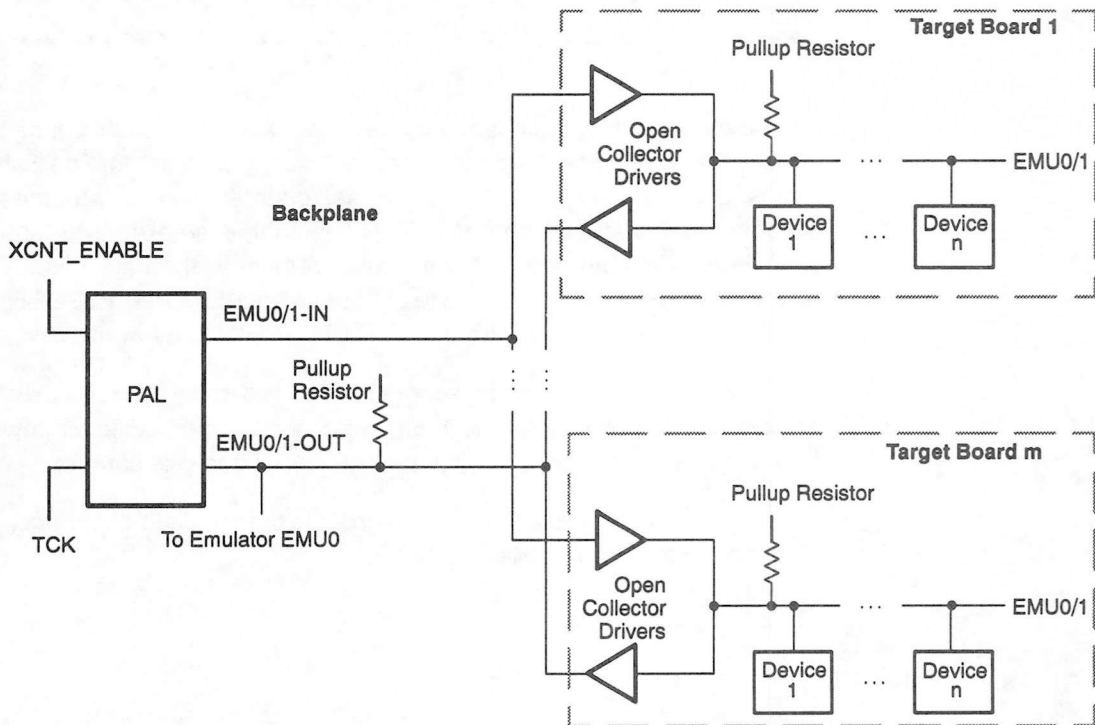 Target Board 1
Pullup Resistor
Open
Collector
Drivers
...
EMU0/1
Device
1
...
Device
n
Backplane
XCNT_ENABLE
EMU0/1-IN
PAL
Pullup
Resistor
EMU0/1-OUT
TCK
To Emulator EMU0
Target Board m
Pullup Resistor
Open
Collector
Drivers
...
EMU0/1
Device
1
...
Device
n